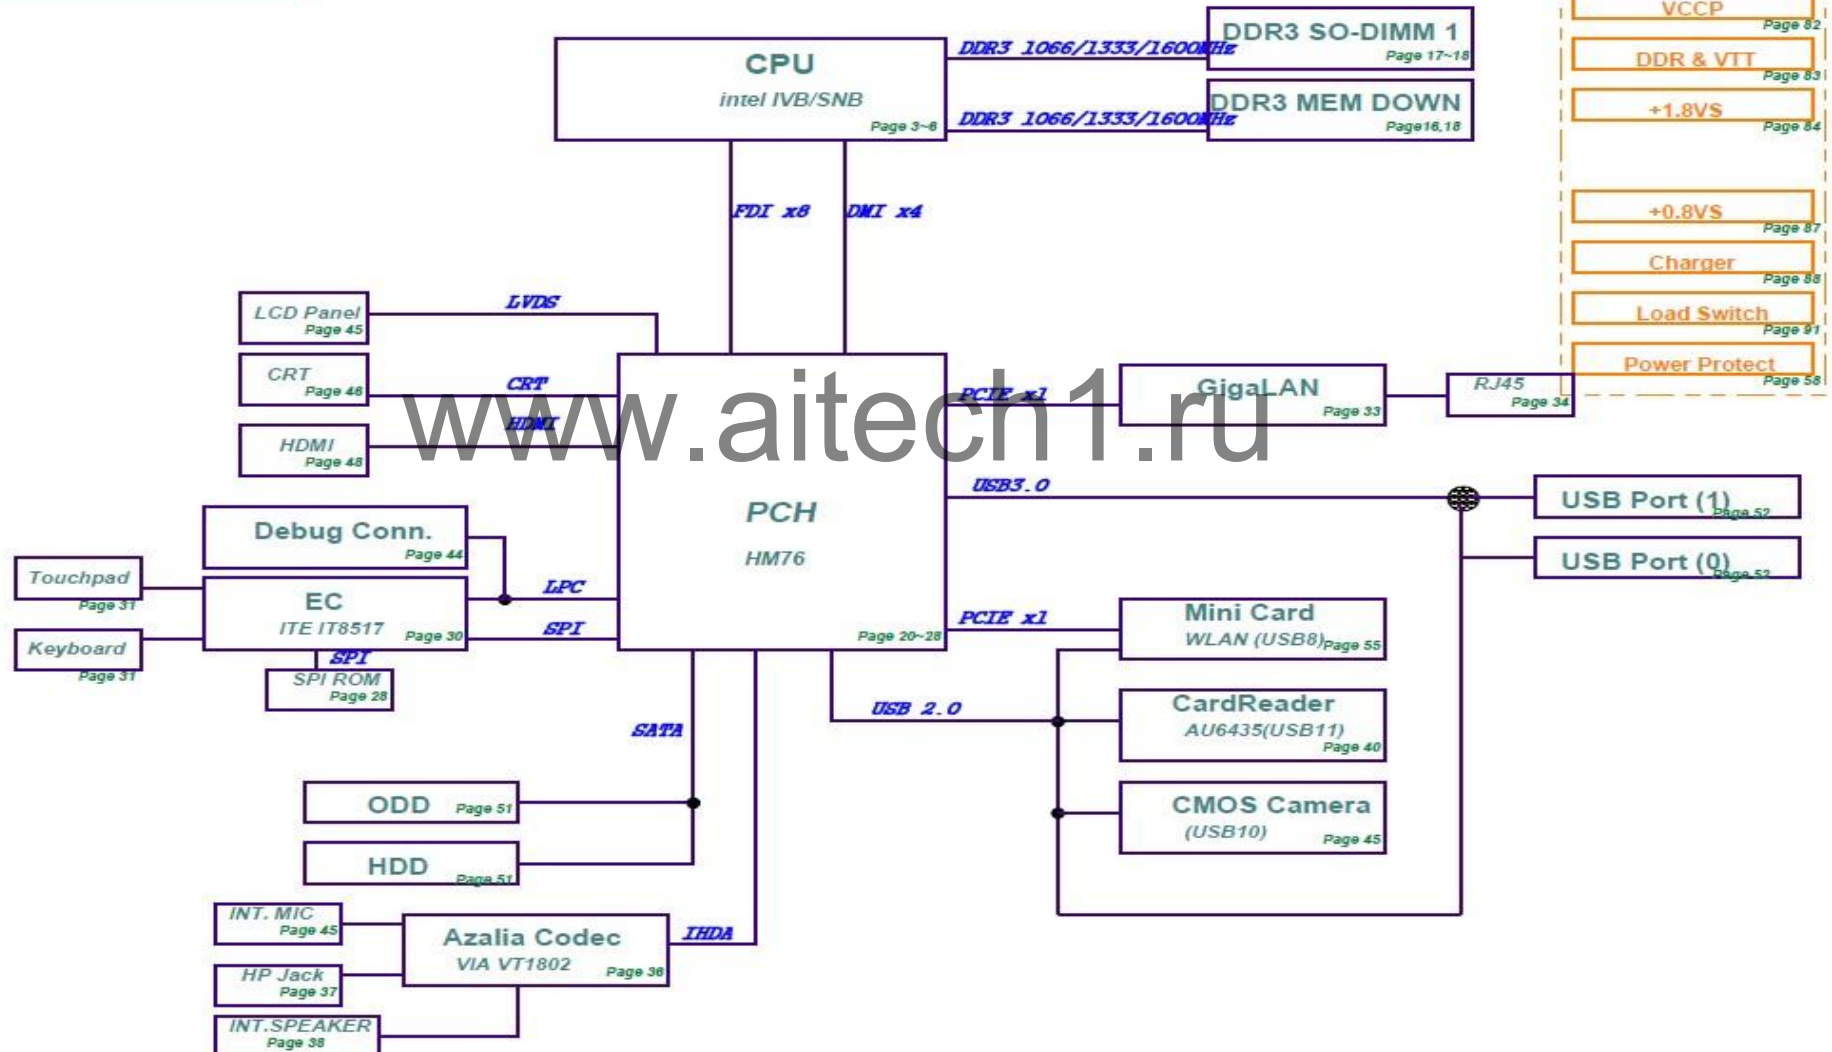 VCCP
Page 82
DDR & VTT
Page 83
+1.8VS
Page 84
+0.8VS
Page 87
Charger
Page 88
Load Switch
Page 91
Power Protect
Page 58
CPU
intel IVB/SNB
Page 3~6
DDR3 1066/1333/1600MHz
DDR3 SO-DIMM 1
Page 17~18
DDR3 1066/1333/1600MHz
DDR3 MEM DOWN
Page16,18
FDI x8
DMI x4
LCD Panel
Page 45
LVDS
CRT
Page 46
CRT
HDMI
Page 48
HDMI
www.aitech1.ru
PCH
HM76
Page 20~28
PCIE x1
GigaLAN
Page 33
RJ45
Page 34
USB3.0
USB Port (1)
Page 52
USB Port (0)
Page 52
Debug Conn.
Page 44
Touchpad
Page 31
Keyboard
Page 31
EC
ITE IT8517
Page 30
LPC
SPI
SPI
SPI ROM
Page 28
PCIE x1
Mini Card
WLAN (USB8)
Page 55
USB 2.0
CardReader
AU6435(USB11)
Page 40
CMOS Camera
(USB10)
Page 45
SATA
ODD
Page 51
HDD
Page 51
INT. MIC
Page 45
HP Jack
Page 37
INT.SPEAKER
Page 38
Azalia Codec
VIA VT1802
Page 36
IHDA